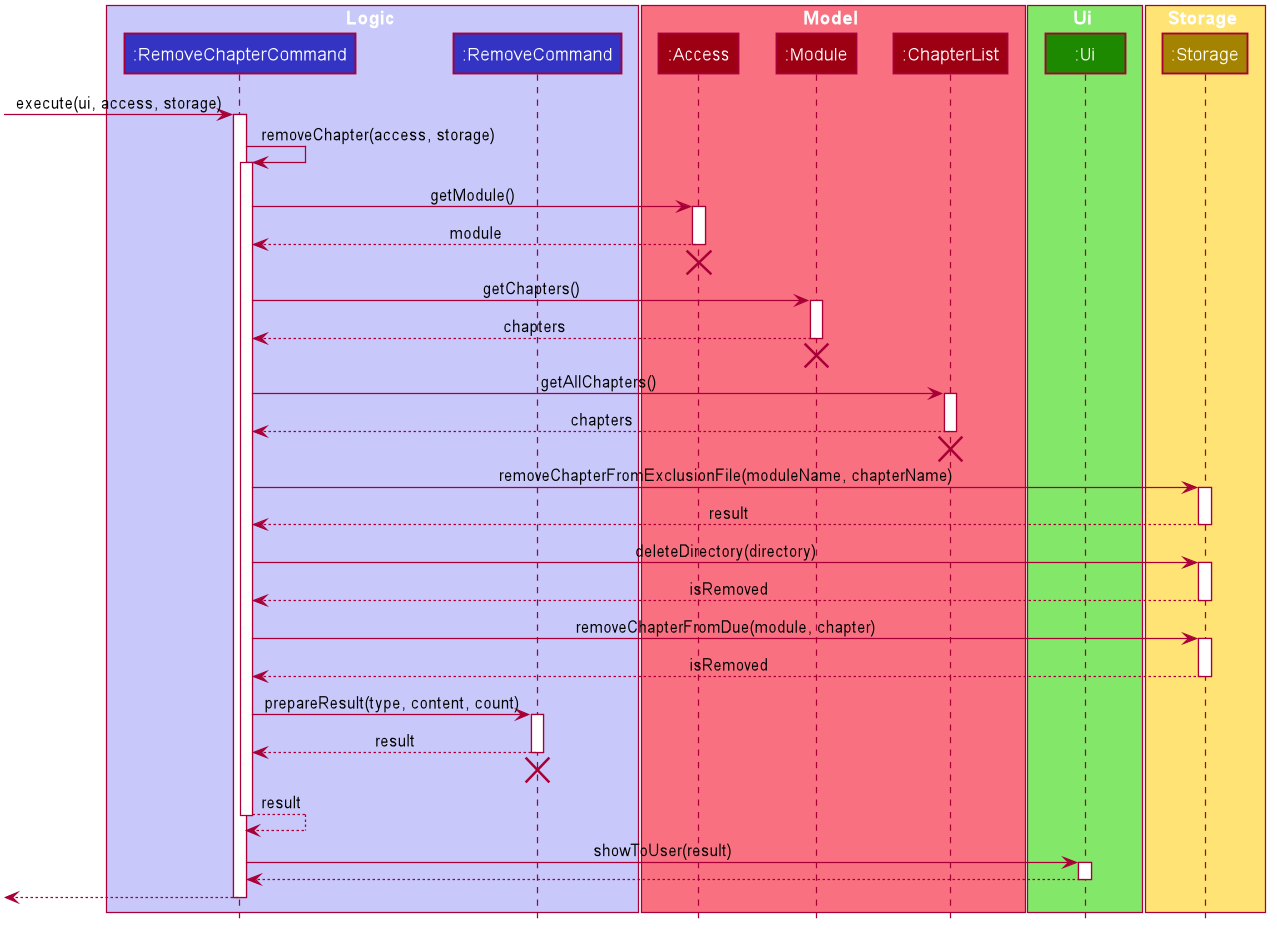 Logic
Model
Ui
Storage
:RemoveChapterCommand
:RemoveCommand
:Access
:Module
:ChapterList
:Ui
:Storage
execute(ui, access, storage)
removeChapter(access, storage)
getModule()
module
getChapters()
chapters
getAllChapters()
chapters
removeChapterFromExclusionFile(moduleName, chapterName)
result
deleteDirectory(directory)
isRemoved
removeChapterFromDue(module, chapter)
isRemoved
prepareResult(type, content, count)
result
result
showToUser(result)